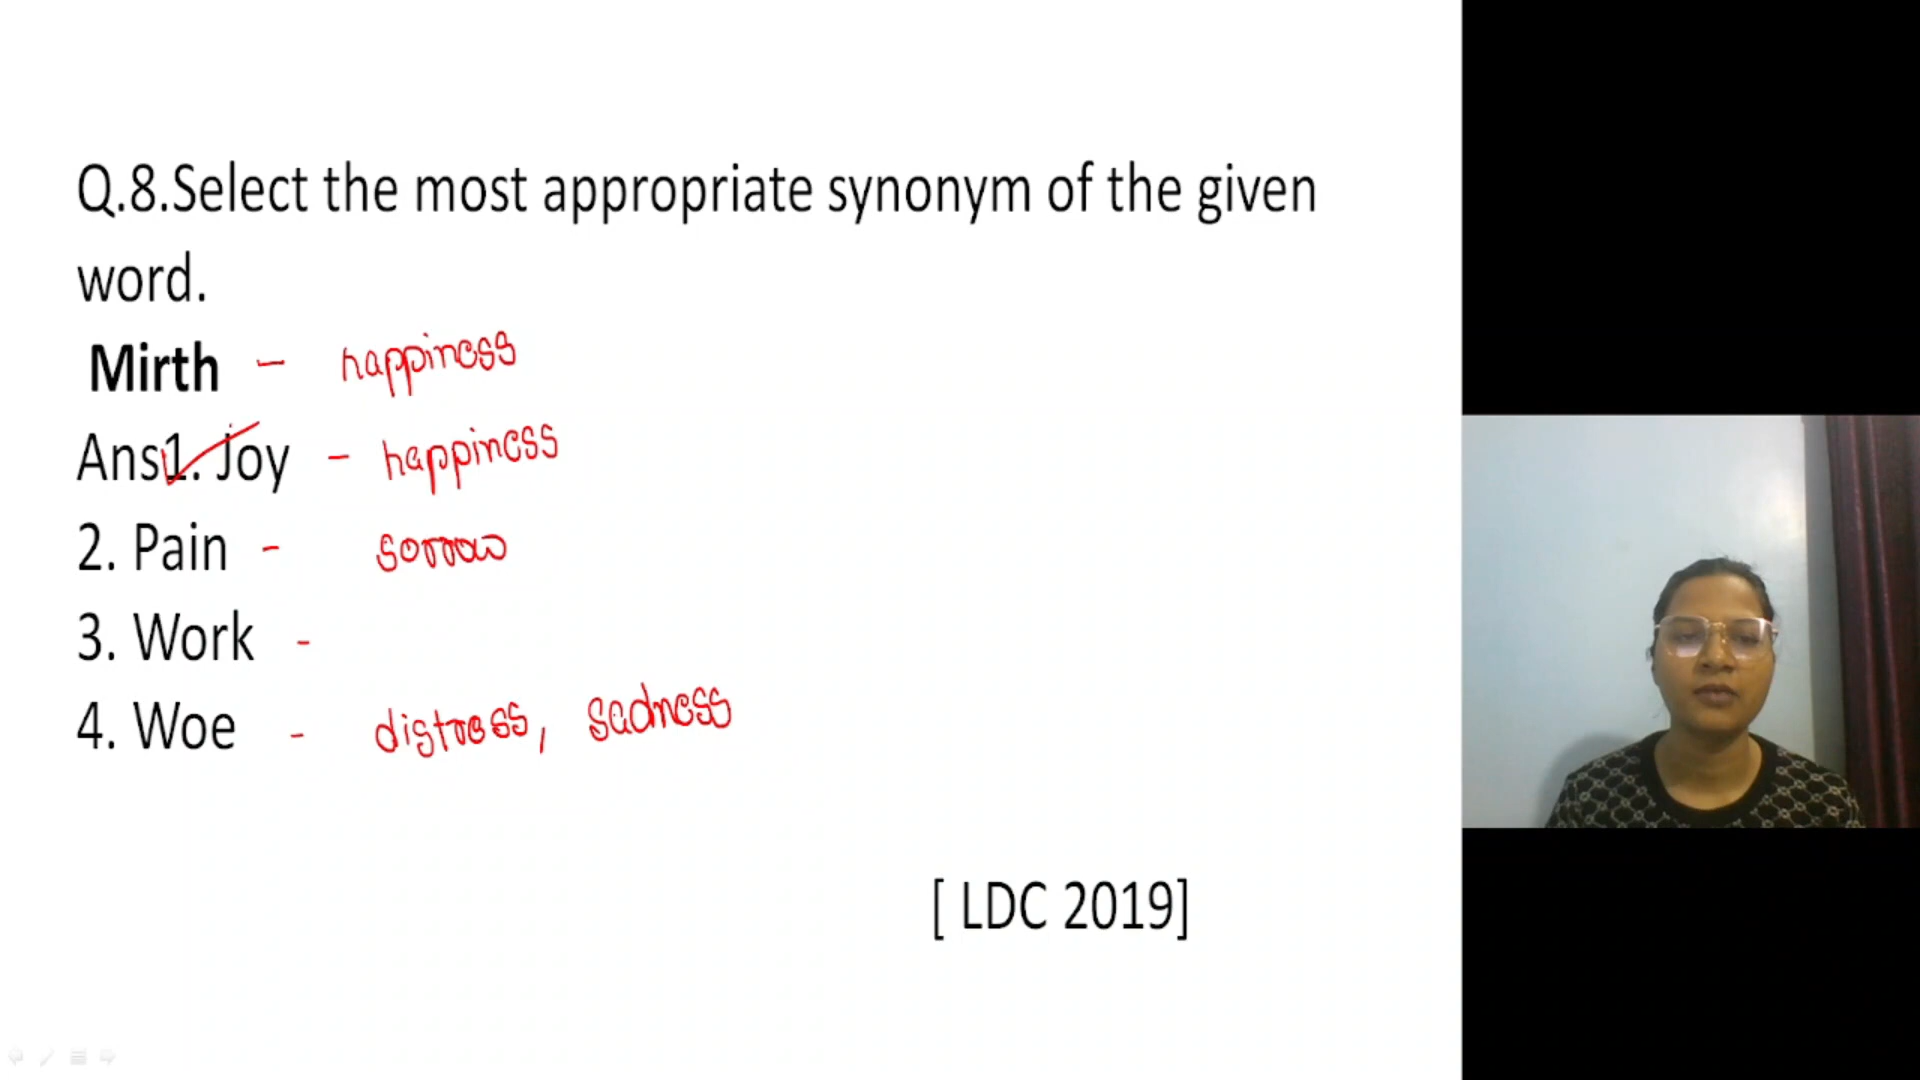 Q.8.Select the most appropriate synonym of the given
word.
Mirth - happiness
Ans1. Joy - happiness
2. Pain - sorrow
3. Work -
4. Woe - distress, sadness
[ LDC 2019]